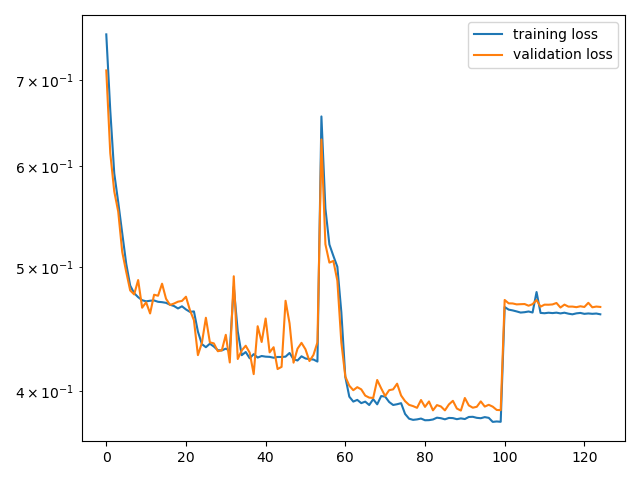 training loss
validation loss
7 × 10⁻¹
6 × 10⁻¹
5 × 10⁻¹
4 × 10⁻¹
0 20 40 60 80 100 120